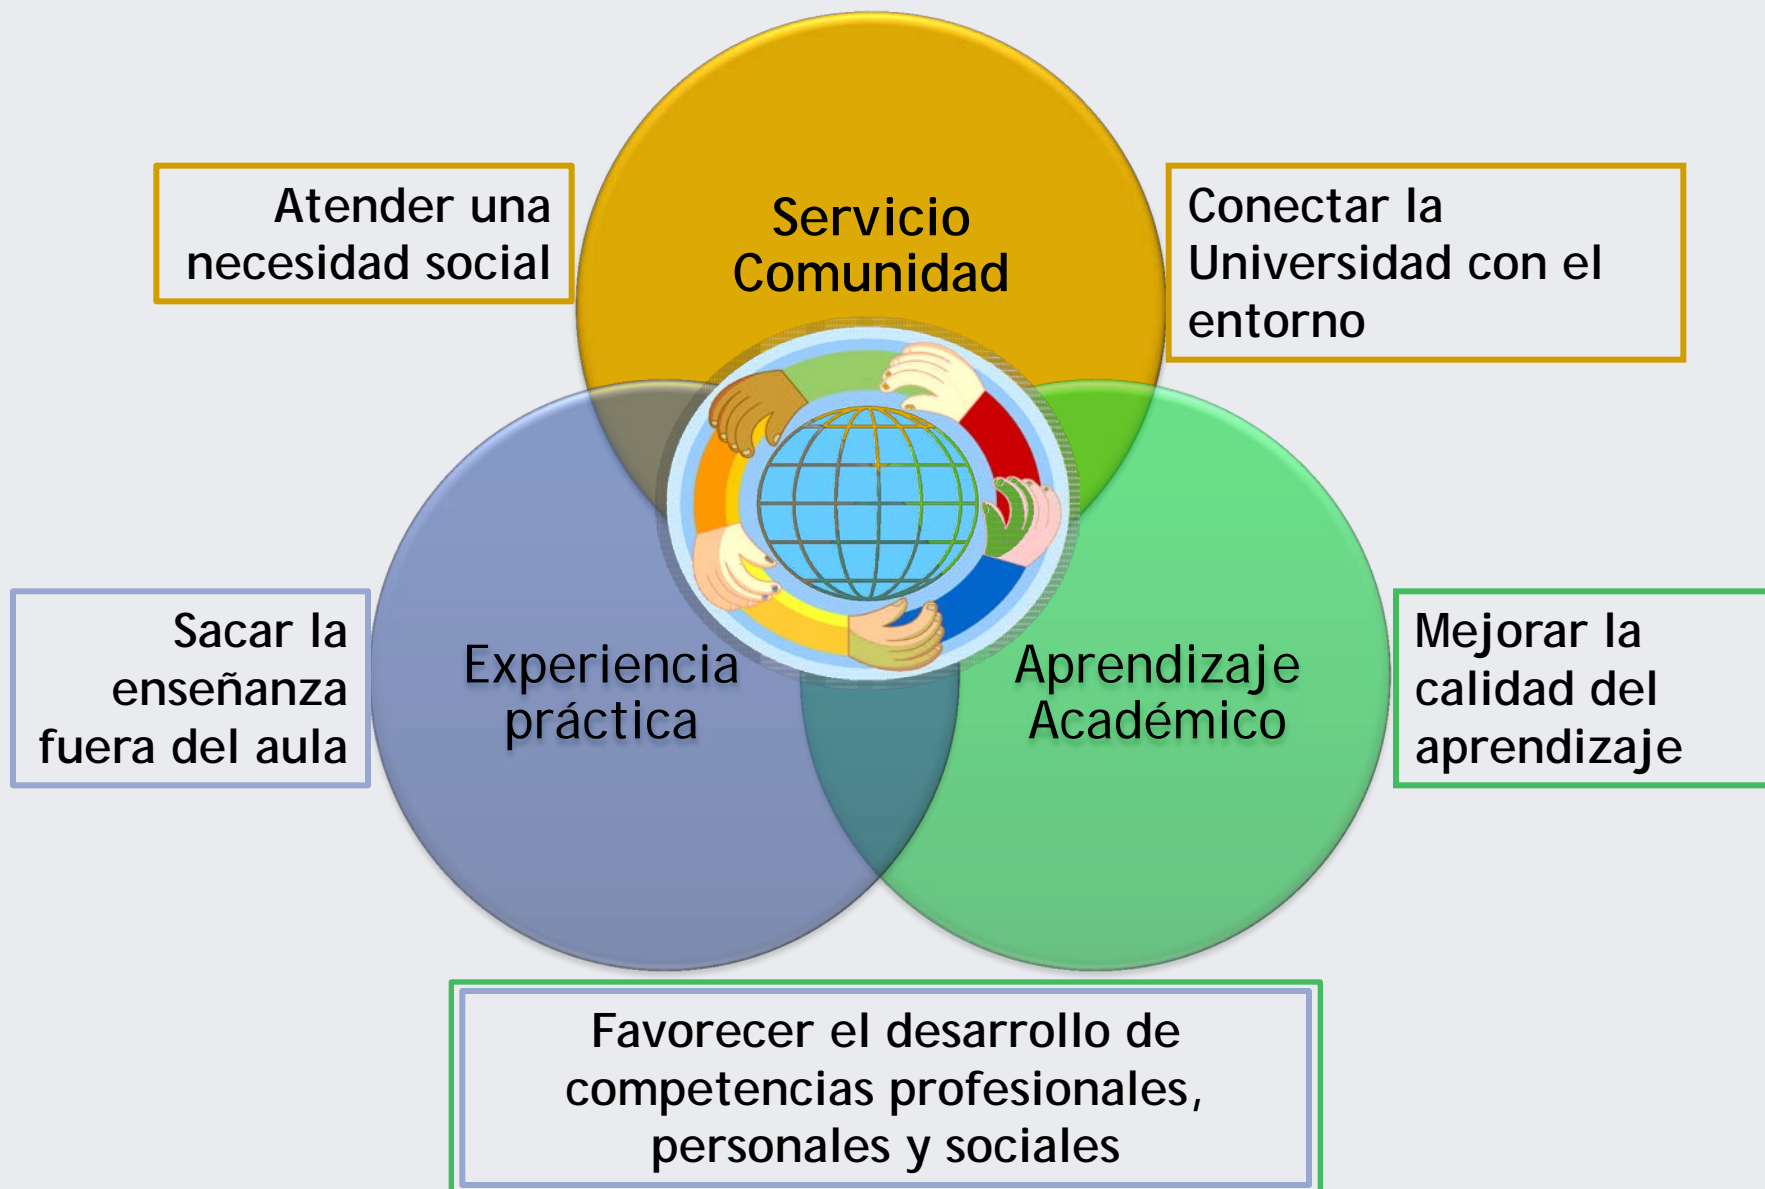 Atender una
necesidad social
Servicio
Comunidad
Conectar la
Universidad con el
entorno
Sacar la
enseñanza
fuera del aula
Experiencia
práctica
Aprendizaje
Académico
Mejorar la
calidad del
aprendizaje
Favorecer el desarrollo de
competencias profesionales,
personales y sociales